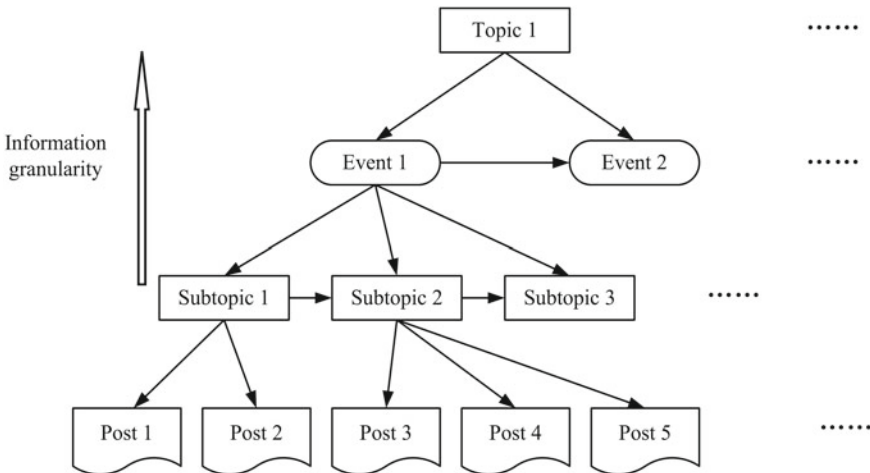 Topic 1
......
Information
granularity
Event 1
Event 2
......
Subtopic 1
Subtopic 2
Subtopic 3
......
Post 1
Post 2
Post 3
Post 4
Post 5
......